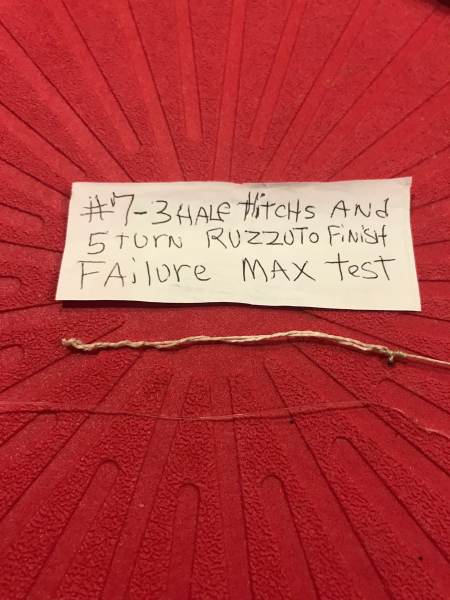 #7-3 HALF HitCHS AND
5 TURN RUZZUTO FiNisH
FAilure MAX Test